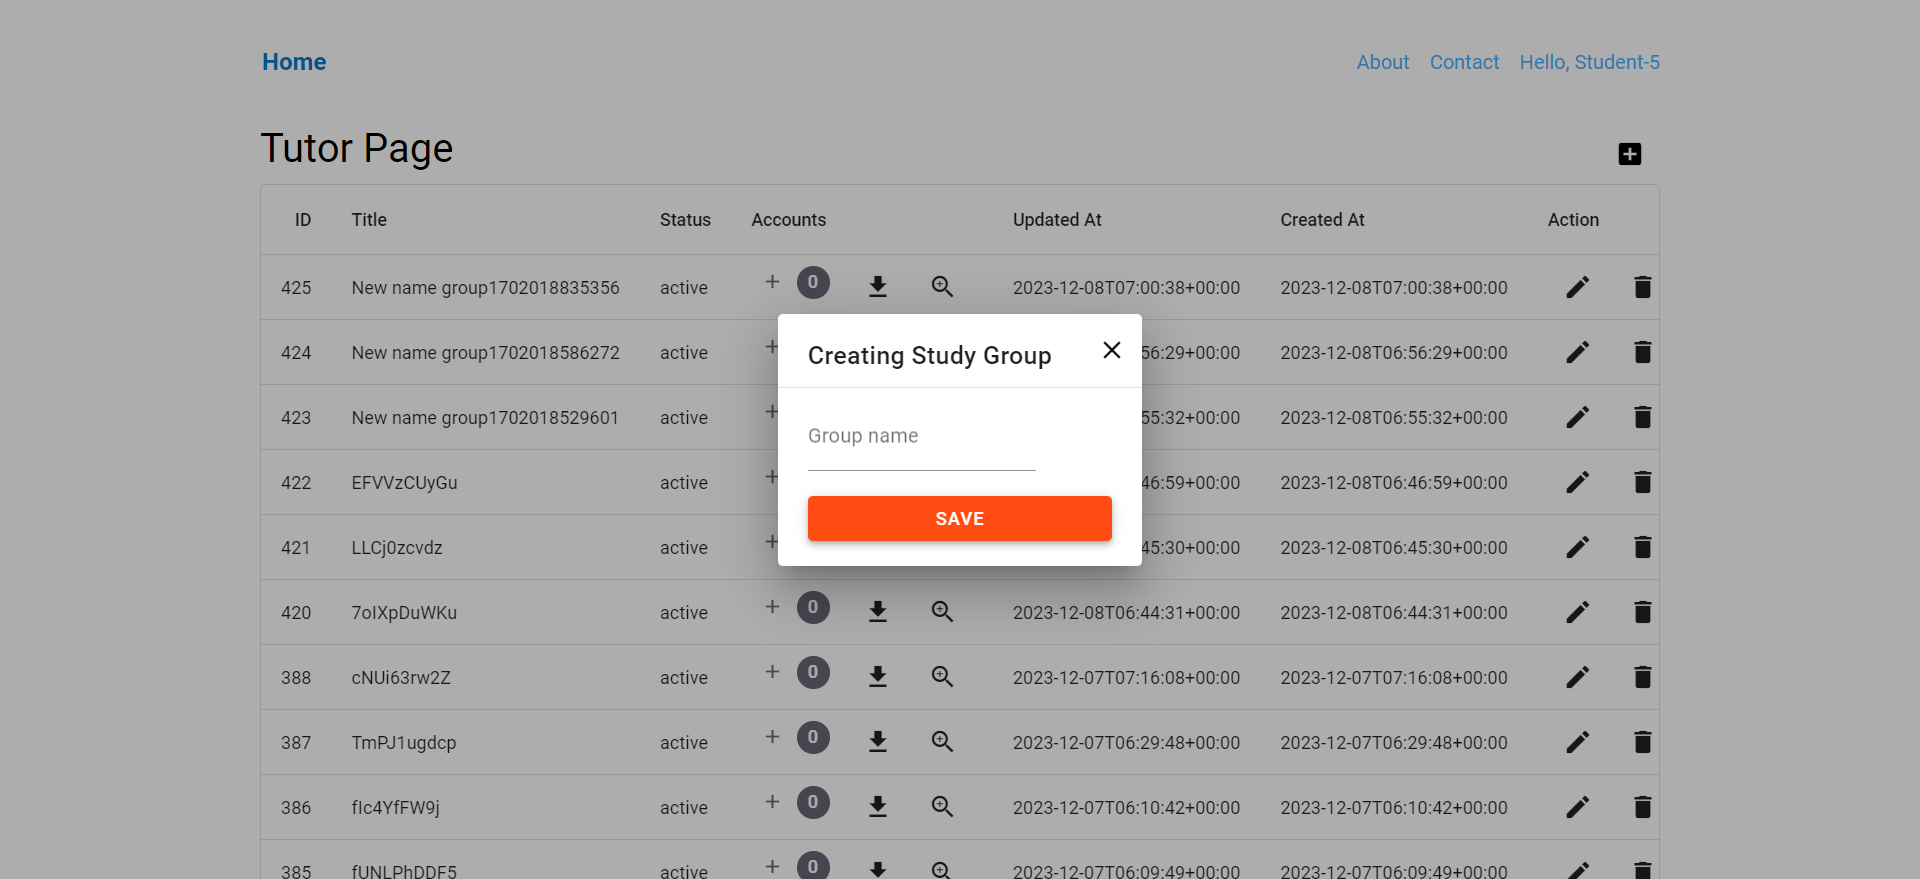 Home About Contact Hello, Student-5
Tutor Page
ID Title Status Accounts Updated At Created At Action
425 New name group1702018835356 active + 0 2023-12-08T07:00:38+00:00 2023-12-08T07:00:38+00:00
424 New name group1702018586272 active + 56:29+00:00 2023-12-08T06:56:29+00:00
423 New name group1702018529601 active + 55:32+00:00 2023-12-08T06:55:32+00:00
422 EFVVzCUyGu active + 46:59+00:00 2023-12-08T06:46:59+00:00
421 LLCj0zcvdz active + 45:30+00:00 2023-12-08T06:45:30+00:00
420 7oIXpDuWKu active + 0 2023-12-08T06:44:31+00:00 2023-12-08T06:44:31+00:00
388 cNUi63rw2Z active + 0 2023-12-07T07:16:08+00:00 2023-12-07T07:16:08+00:00
387 TmPJ1ugdcp active + 0 2023-12-07T06:29:48+00:00 2023-12-07T06:29:48+00:00
386 fIc4YfFW9j active + 0 2023-12-07T06:10:42+00:00 2023-12-07T06:10:42+00:00
385 fUNLPhDDF5 active + 0 2023-12-07T06:09:49+00:00 2023-12-07T06:09:49+00:00
Creating Study Group
Group name
SAVE